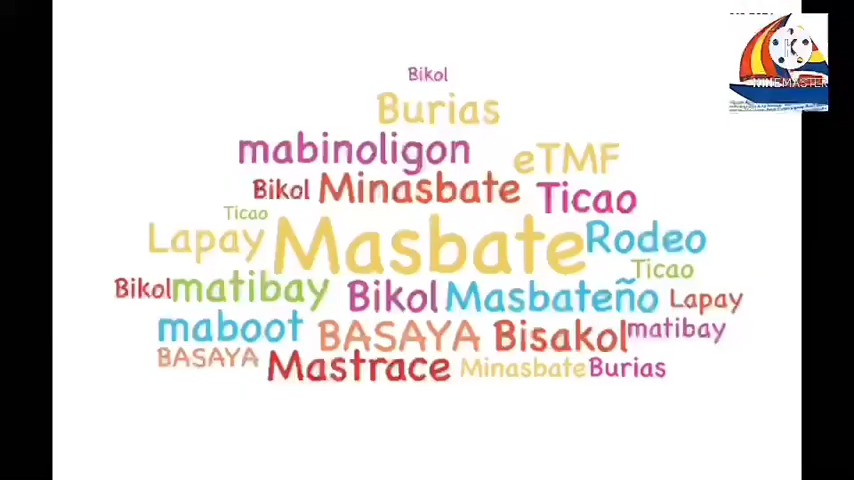 Bikol
Burias
mabinoligon eTMF
Bikol Minasbate Ticao
Ticao
Lapay Masbate Rodeo
Ticao
Bikol matibay Bikol Masbateño Lapay
maboot BASAYA Bisakol matibay
BASAYA Mastrace Minasbate Burias
KINEMASTER